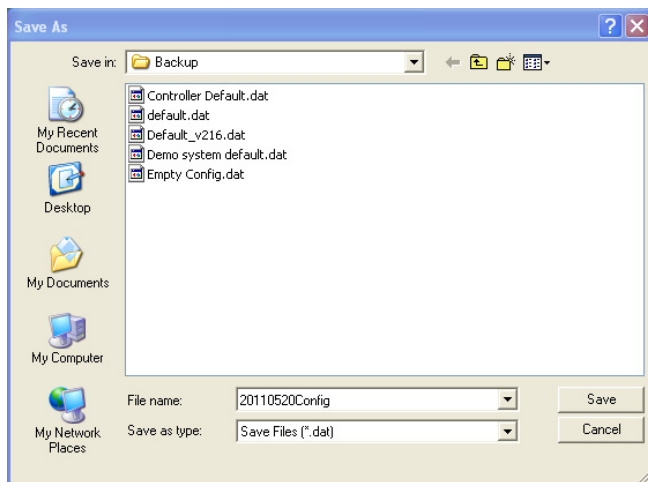 Save As
Save in: Backup
Controller Default.dat
default.dat
Default_v216.dat
Demo system default.dat
Empty Config.dat
My Recent
Documents
Desktop
My Documents
My Computer
My Network
Places
File name: 20110520Config Save
Save as type: Save Files (*.dat) Cancel